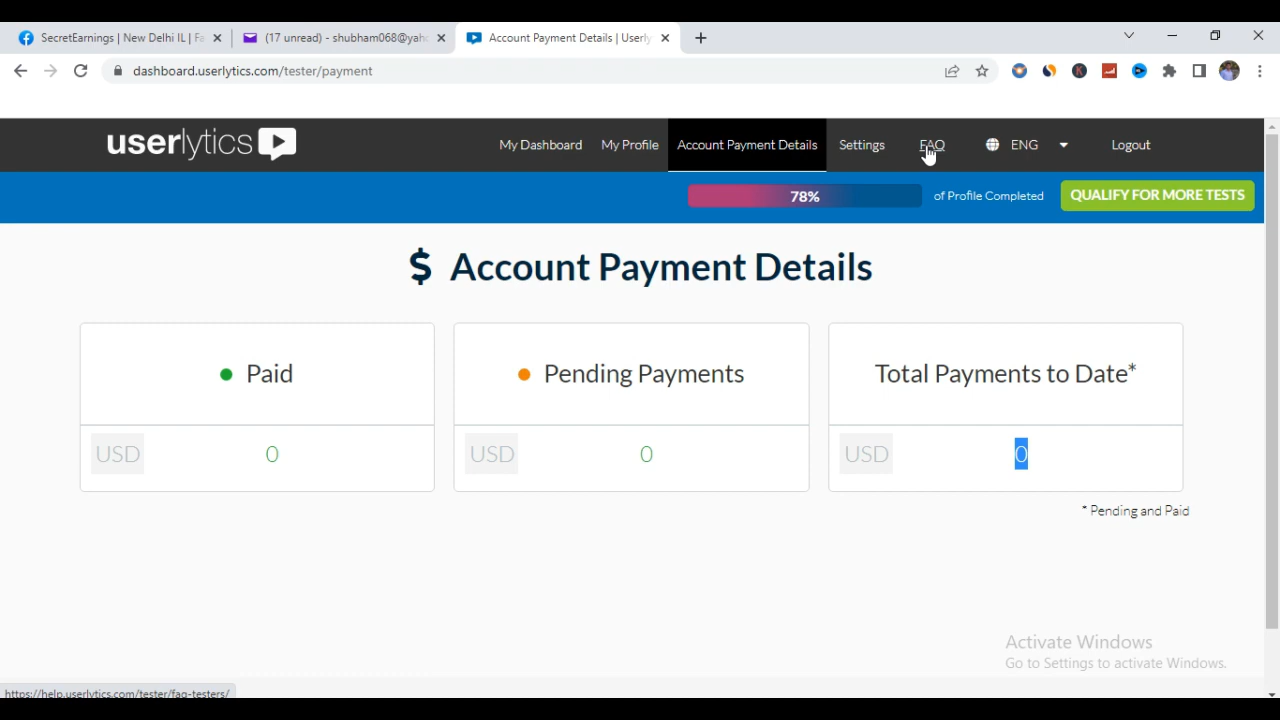 SecretEarnings | New Delhi IL | Fa
(17 unread) - shubham068@yaho
Account Payment Details | Userly
dashboard.userlytics.com/tester/payment
userlytics
My Dashboard
My Profile
Account Payment Details
Settings
FAQ
ENG
Logout
78%
of Profile Completed
QUALIFY FOR MORE TESTS
$ Account Payment Details
Paid
Pending Payments
Total Payments to Date*
USD 0
USD 0
USD 0
* Pending and Paid
Activate Windows
Go to Settings to activate Windows.
https://help.userlytics.com/tester/faq-testers/